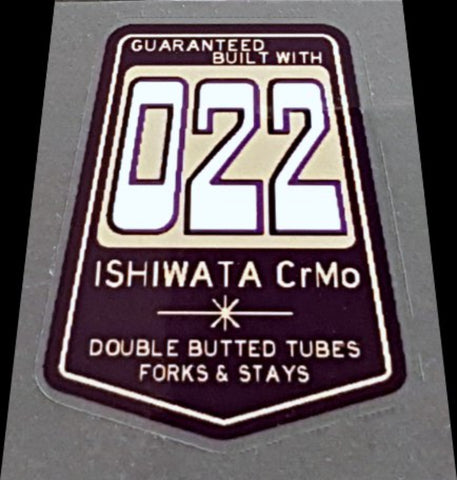 GUARANTEED
BUILT WITH
022
ISHIWATA CrMo
DOUBLE BUTTED TUBES
FORKS & STAYS